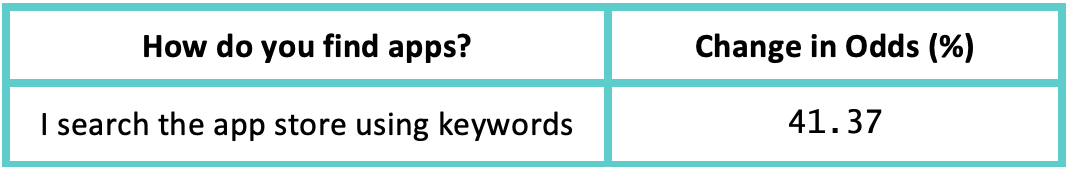 How do you find apps?
Change in Odds (%)
I search the app store using keywords
41.37